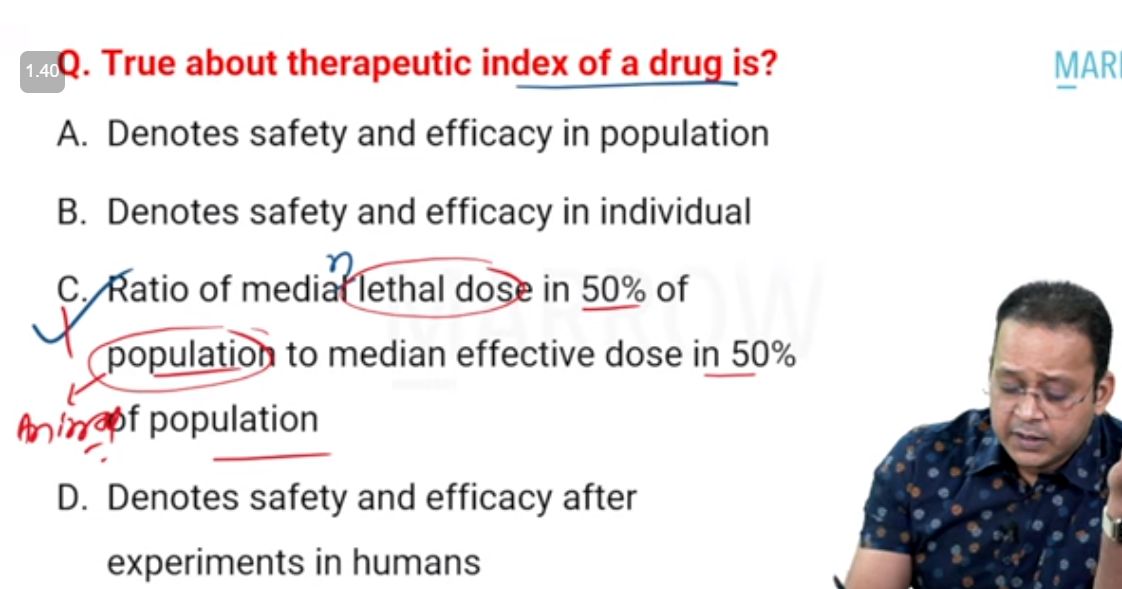 1.40
Q. True about therapeutic index of a drug is?
MAR
A. Denotes safety and efficacy in population
B. Denotes safety and efficacy in individual
n
C. Ratio of medial lethal dose in 50% of
MARROW
population to median effective dose in 50%
Animal of population
D. Denotes safety and efficacy after
experiments in humans